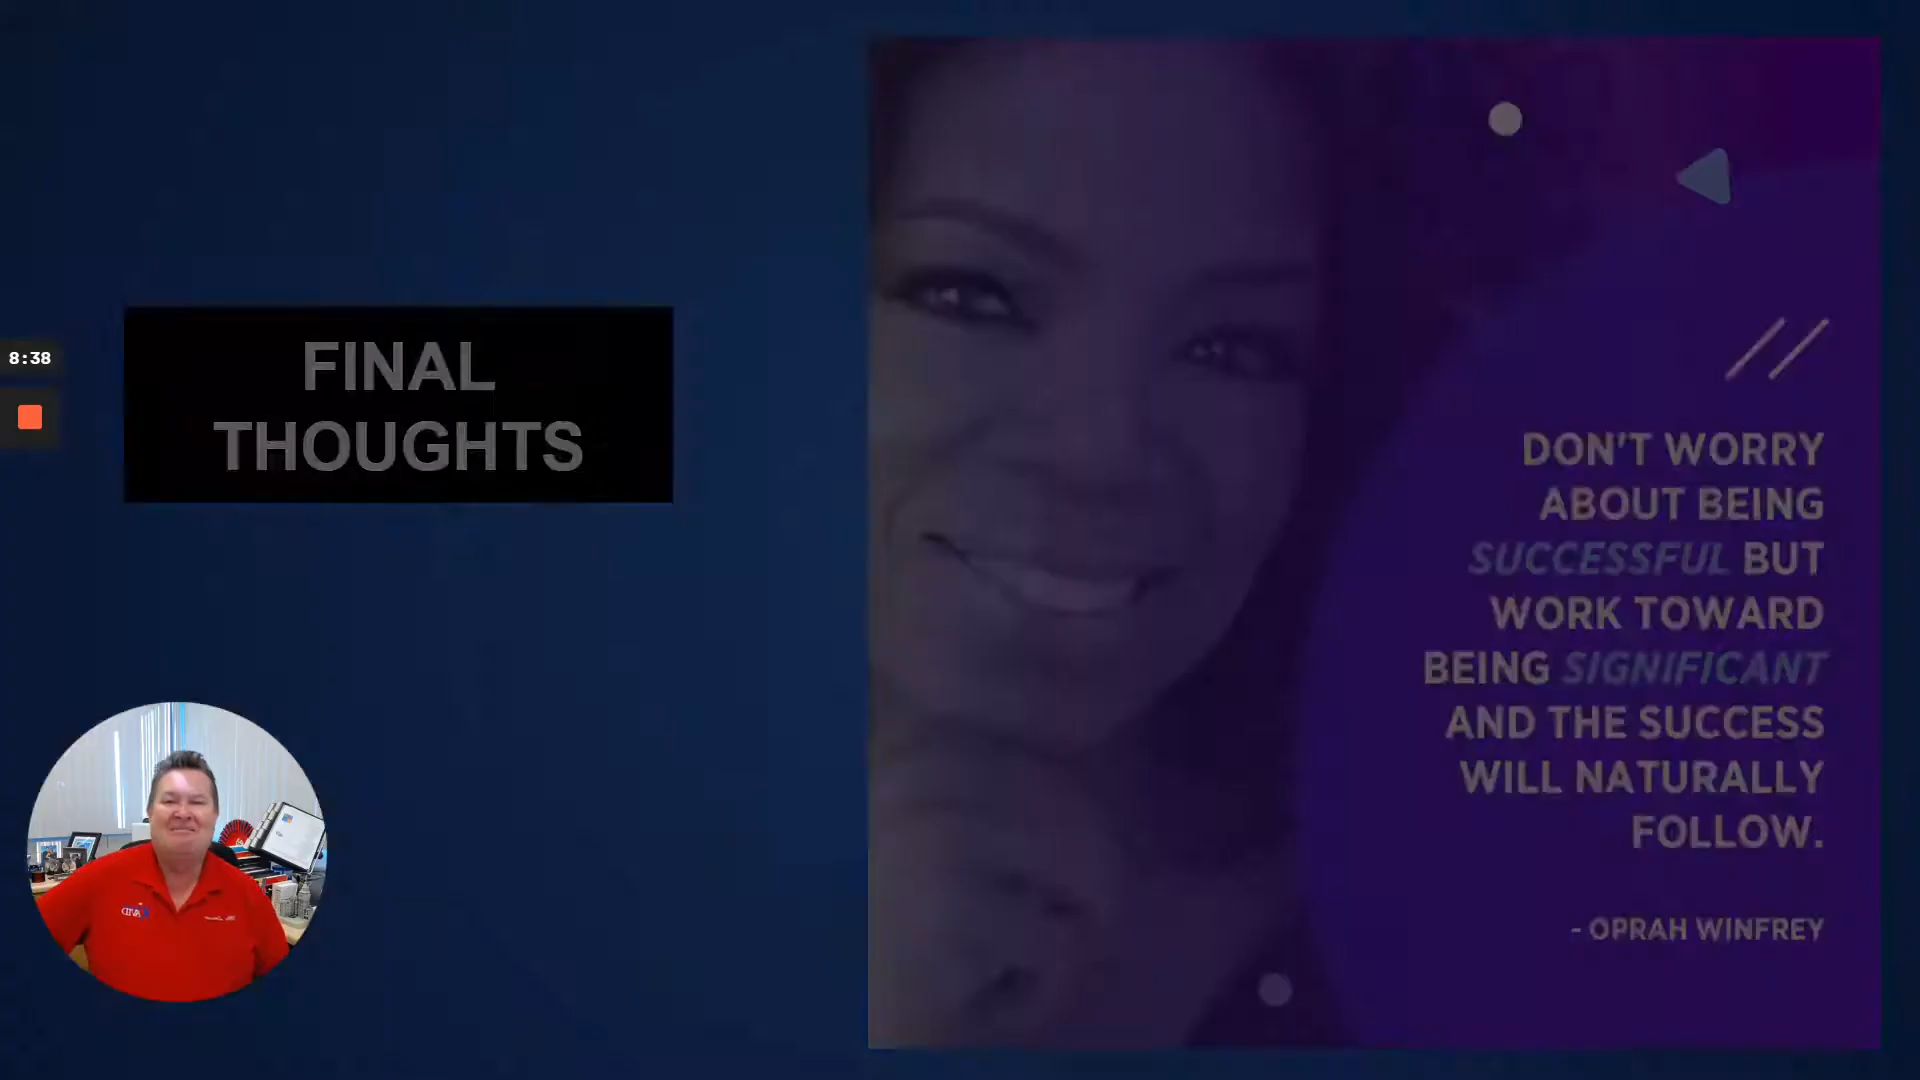 8:38
FINAL
THOUGHTS
DON'T WORRY
ABOUT BEING
SUCCESSFUL BUT
WORK TOWARD
BEING SIGNIFICANT
AND THE SUCCESS
WILL NATURALLY
FOLLOW.
- OPRAH WINFREY